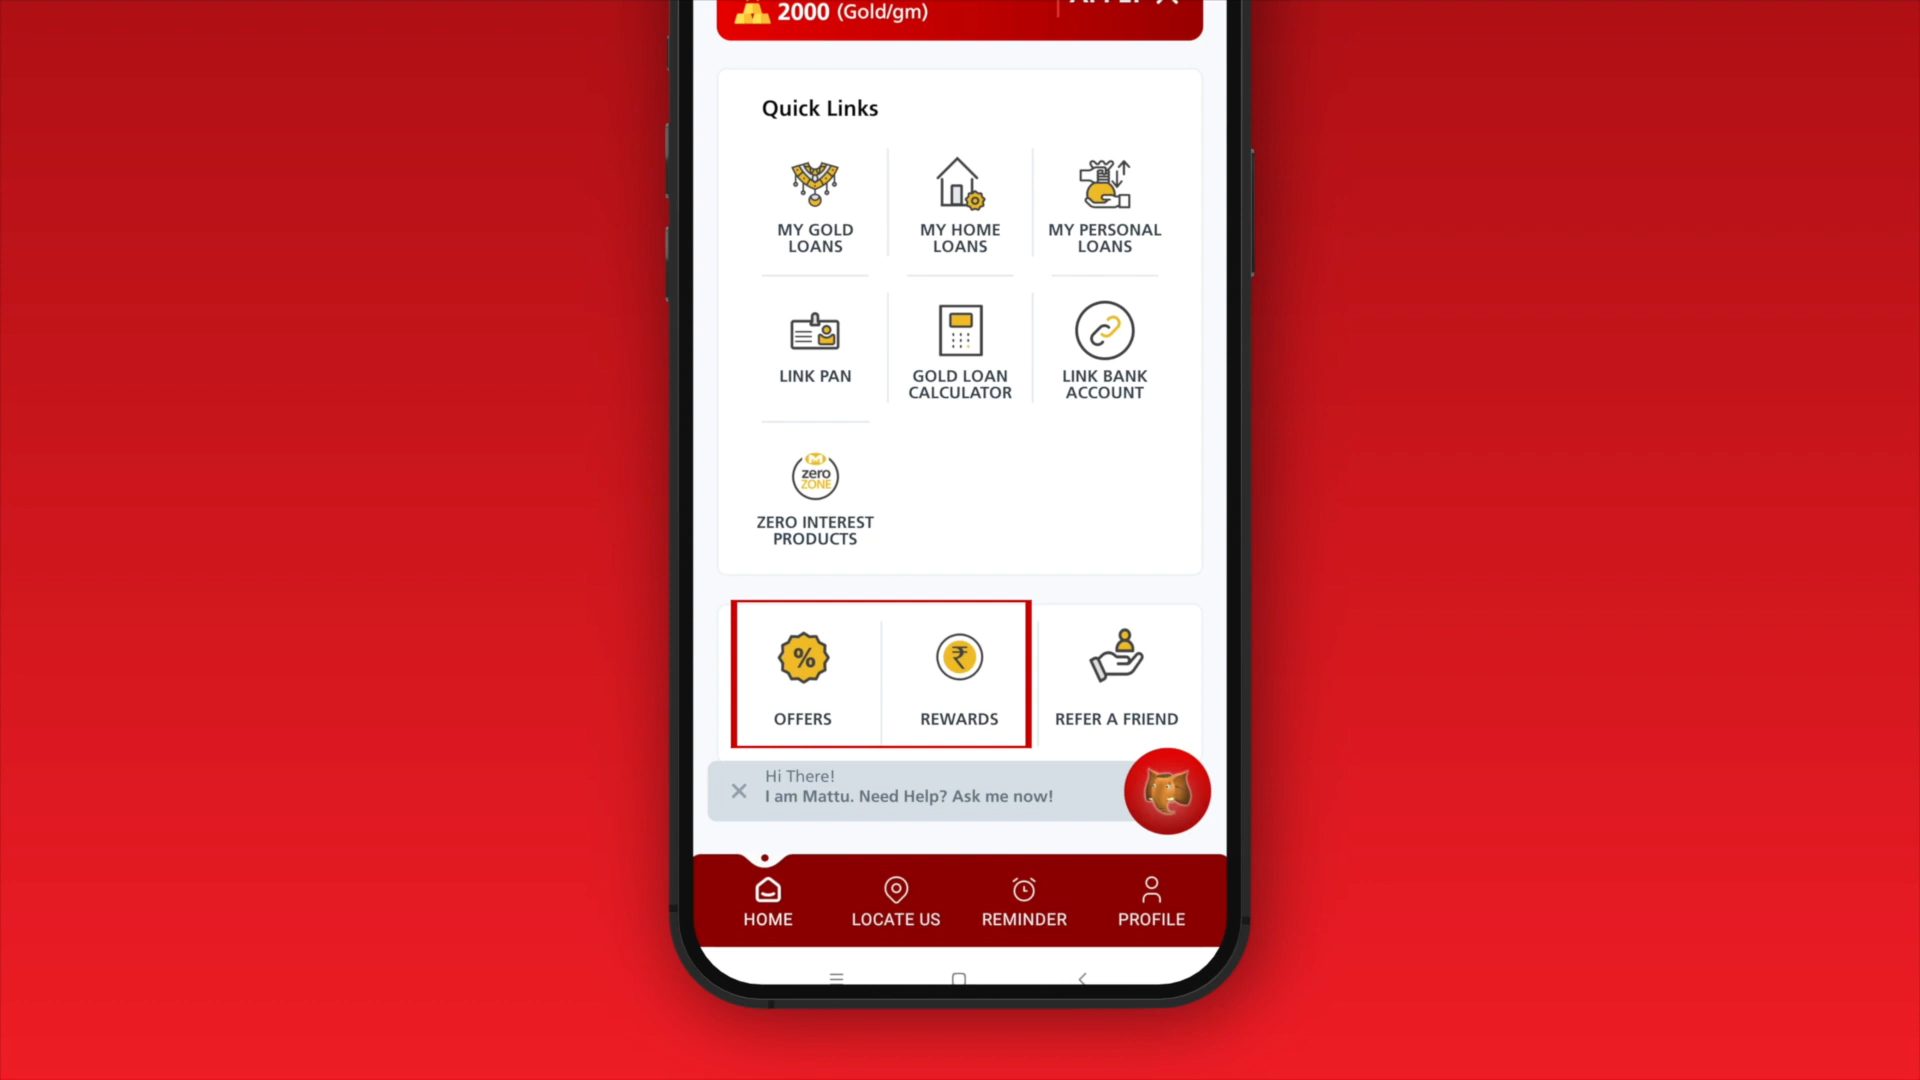 2000 (Gold/gm)
Quick Links
MY GOLD
LOANS
MY HOME
LOANS
MY PERSONAL
LOANS
LINK PAN
GOLD LOAN
CALCULATOR
LINK BANK
ACCOUNT
M
zero
ZONE
ZERO INTEREST
PRODUCTS
%
₹
OFFERS
REWARDS
REFER A FRIEND
Hi There!
I am Mattu. Need Help? Ask me now!
HOME
LOCATE US
REMINDER
PROFILE